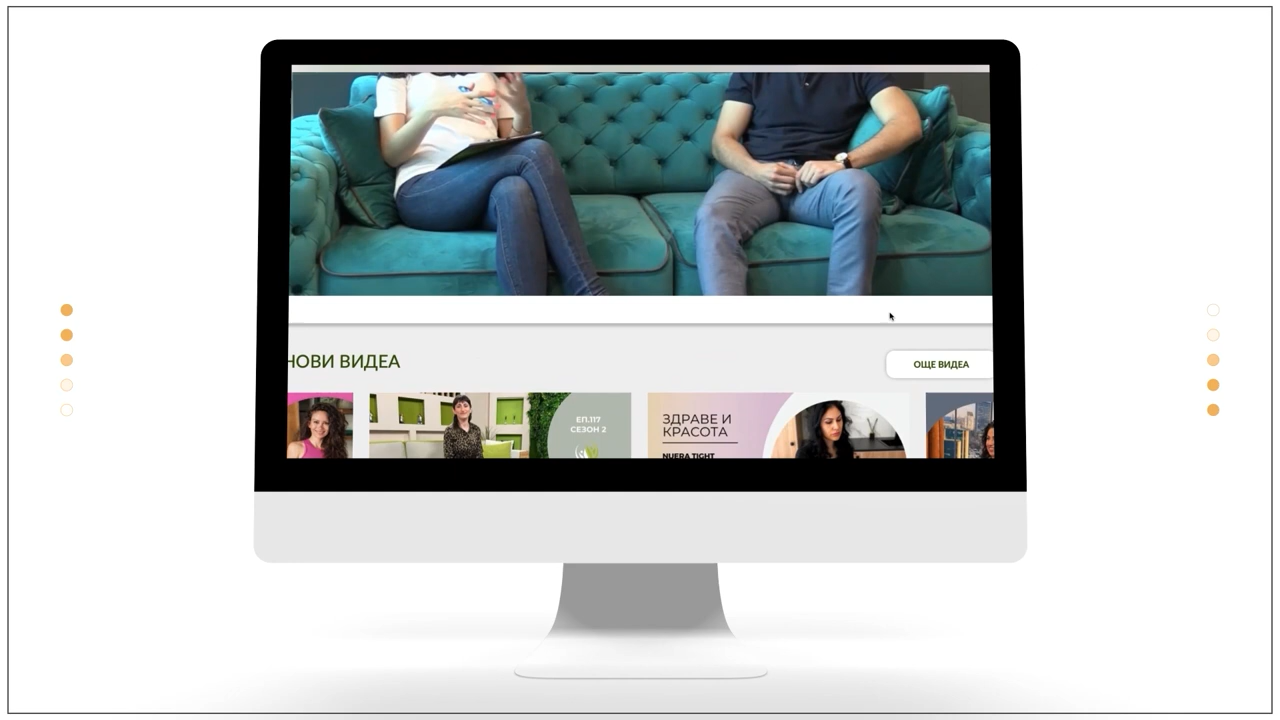 НОВИ ВИДЕА
ОЩЕ ВИДЕА
ЕП.117
СЕЗОН 2
ЗДРАВЕ И
КРАСОТА
NUERA TIGHT